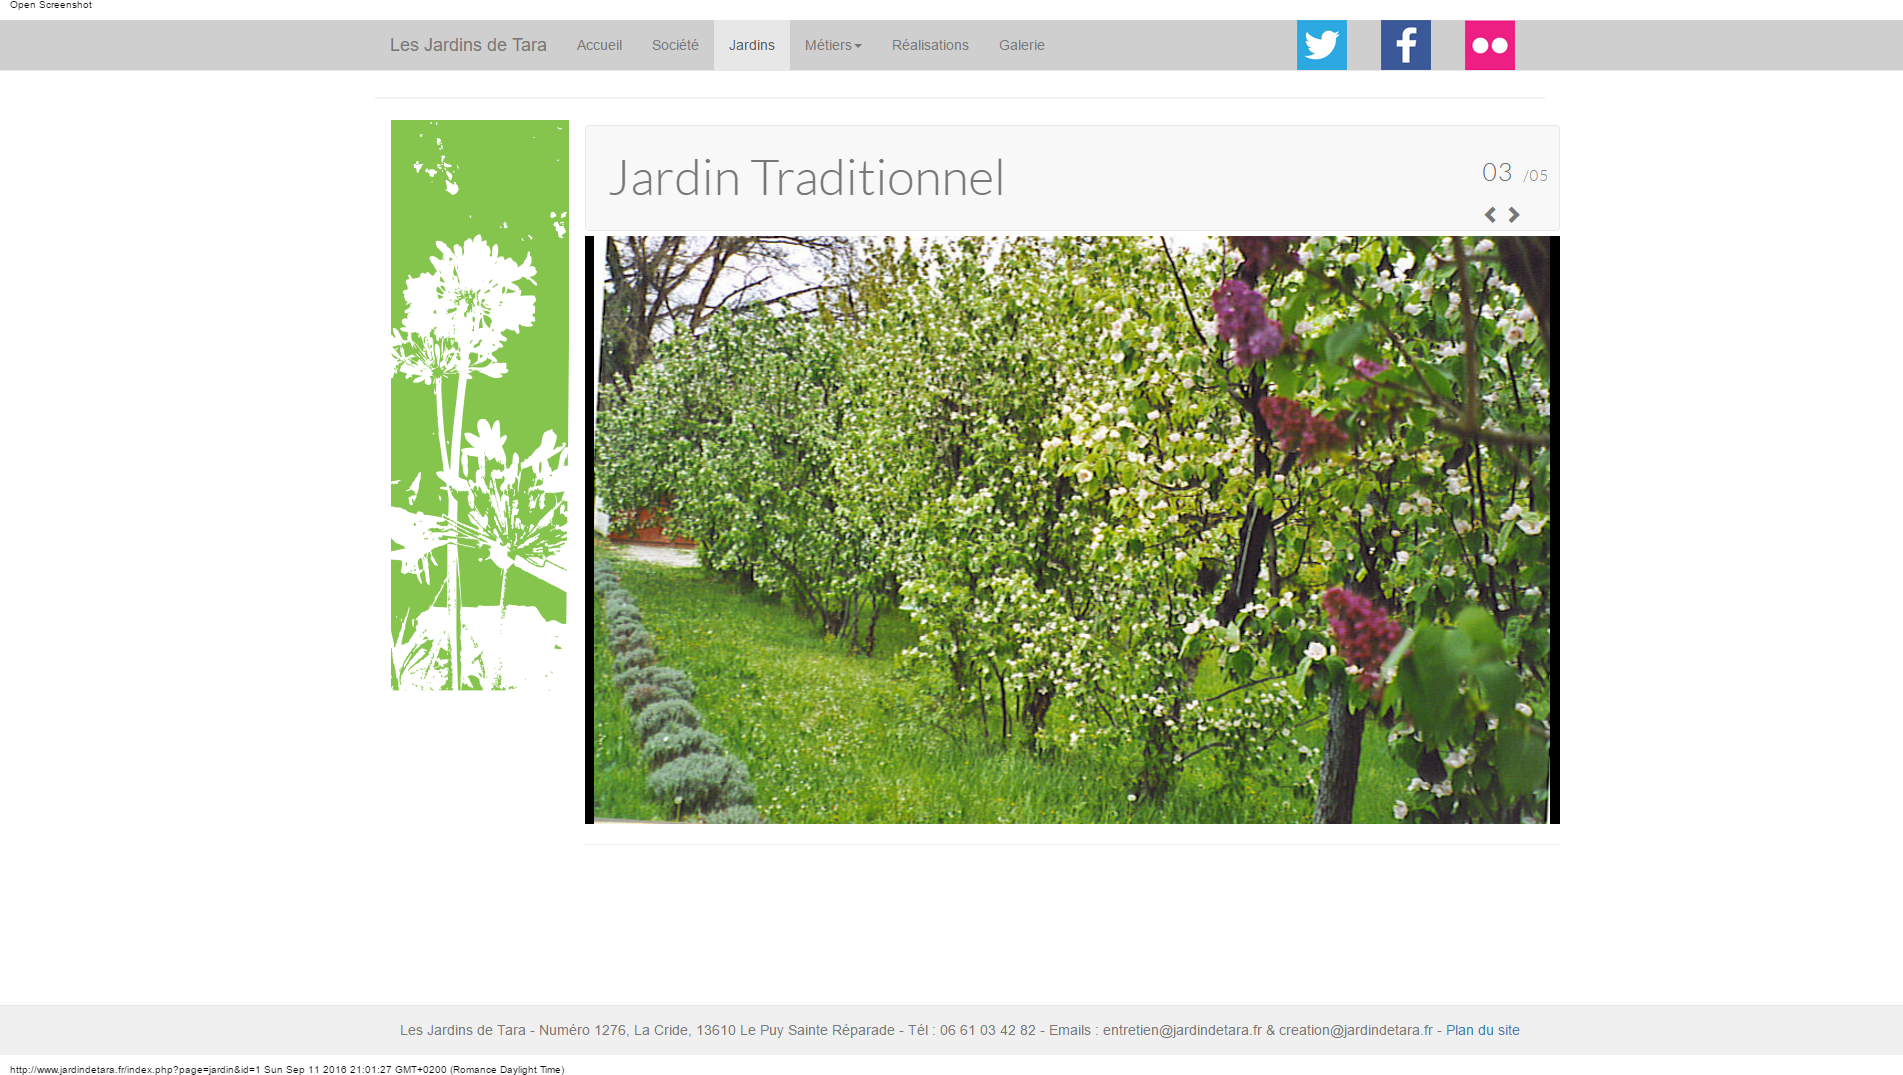 Open Screenshot
Les Jardins de Tara Accueil Société Jardins Métiers Réalisations Galerie
Jardin Traditionnel
03 /05
Les Jardins de Tara - Numéro 1276, La Cride, 13610 Le Puy Sainte Réparade - Tél : 06 61 03 42 82 - Emails : entretien@jardindetara.fr & creation@jardindetara.fr - Plan du site
http://www.jardindetara.fr/index.php?page=jardin&id=1 Sun Sep 11 2016 21:01:27 GMT+0200 (Romance Daylight Time)